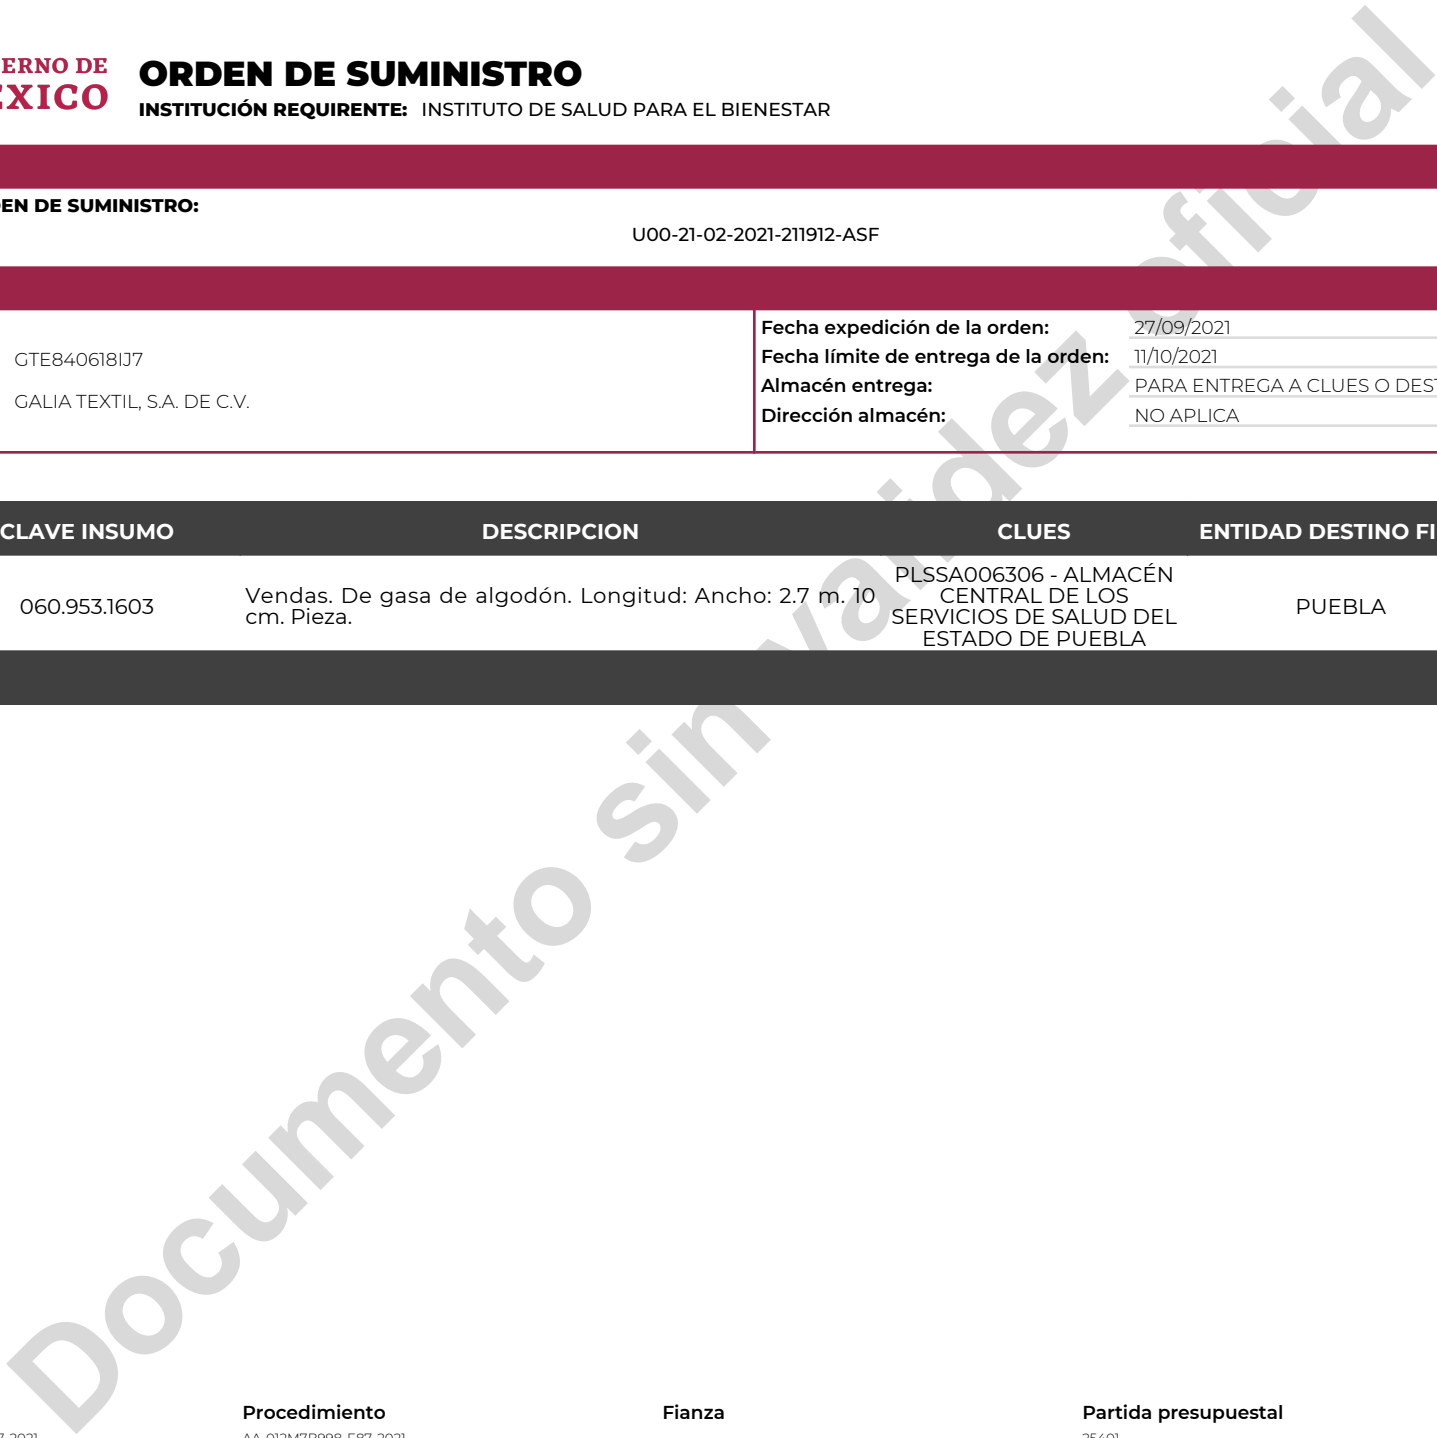 ERNO DE
EXICO
ORDEN DE SUMINISTRO
INSTITUCIÓN REQUIRENTE: INSTITUTO DE SALUD PARA EL BIENESTAR
EN DE SUMINISTRO:
U00-21-02-2021-211912-ASF
GTE840618IJ7
GALIA TEXTIL, S.A. DE C.V.
Fecha expedición de la orden: 27/09/2021
Fecha límite de entrega de la orden: 11/10/2021
Almacén entrega: PARA ENTREGA A CLUES O DEST
Dirección almacén: NO APLICA
CLAVE INSUMO DESCRIPCION CLUES ENTIDAD DESTINO FI
060.953.1603
Vendas. De gasa de algodón. Longitud: Ancho: 2.7 m. 10
cm. Pieza.
PLSSA006306 - ALMACÉN
CENTRAL DE LOS
SERVICIOS DE SALUD DEL
ESTADO DE PUEBLA
PUEBLA
Documento sin validez oficial
Procedimiento Fianza Partida presupuestal